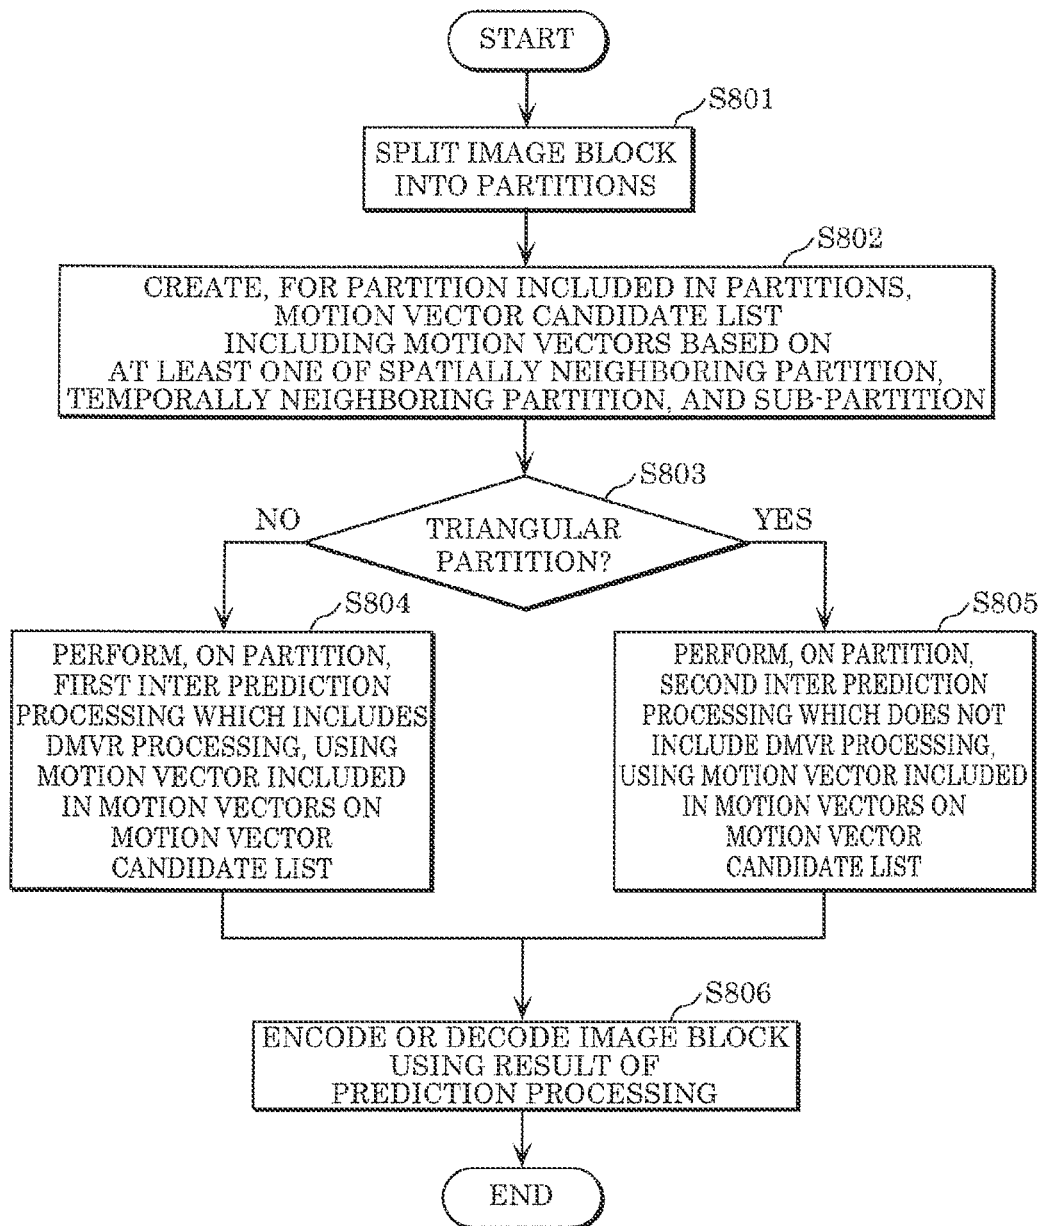 START
S801
SPLIT IMAGE BLOCK
INTO PARTITIONS
S802
CREATE, FOR PARTITION INCLUDED IN PARTITIONS,
MOTION VECTOR CANDIDATE LIST
INCLUDING MOTION VECTORS BASED ON
AT LEAST ONE OF SPATIALLY NEIGHBORING PARTITION,
TEMPORALLY NEIGHBORING PARTITION, AND SUB-PARTITION
S803
NO
TRIANGULAR
PARTITION?
YES
S804
PERFORM, ON PARTITION,
FIRST INTER PREDICTION
PROCESSING WHICH INCLUDES
DMVR PROCESSING, USING
MOTION VECTOR INCLUDED
IN MOTION VECTORS ON
MOTION VECTOR
CANDIDATE LIST
S805
PERFORM, ON PARTITION,
SECOND INTER PREDICTION
PROCESSING WHICH DOES NOT
INCLUDE DMVR PROCESSING,
USING MOTION VECTOR INCLUDED
IN MOTION VECTORS ON
MOTION VECTOR
CANDIDATE LIST
S806
ENCODE OR DECODE IMAGE BLOCK
USING RESULT OF
PREDICTION PROCESSING
END